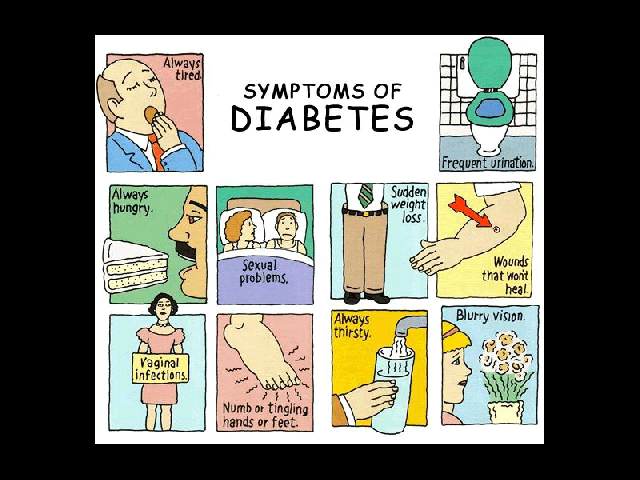 Always
tired.
SYMPTOMS OF
DIABETES
Frequent urination.
Always
hungry.
Sexual
problems.
Sudden
weight
loss.
Wounds
that won't
heal.
Vaginal
infections.
Numb or tingling
hands or feet.
Always
thirsty.
Blurry vision.